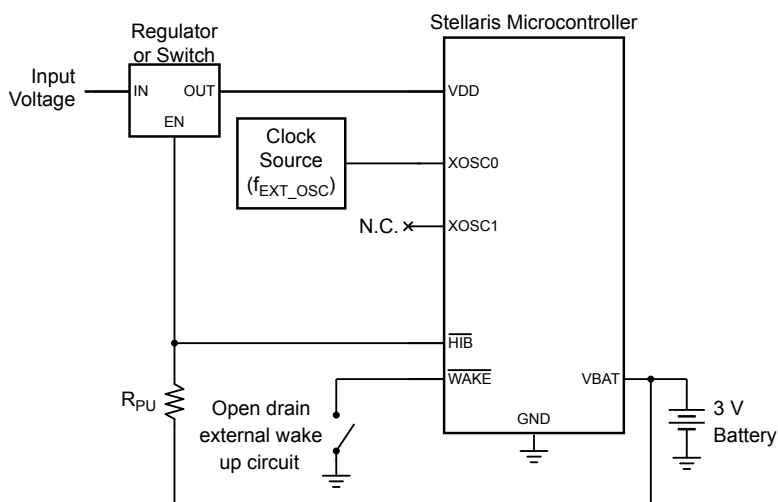 Stellaris Microcontroller
Regulator
or Switch
Input
Voltage
IN OUT
EN
VDD
Clock
Source
(fEXT_OSC)
XOSC0
N.C.
XOSC1
HIB
WAKE
VBAT
RPU
Open drain
external wake
up circuit
GND
3 V
Battery